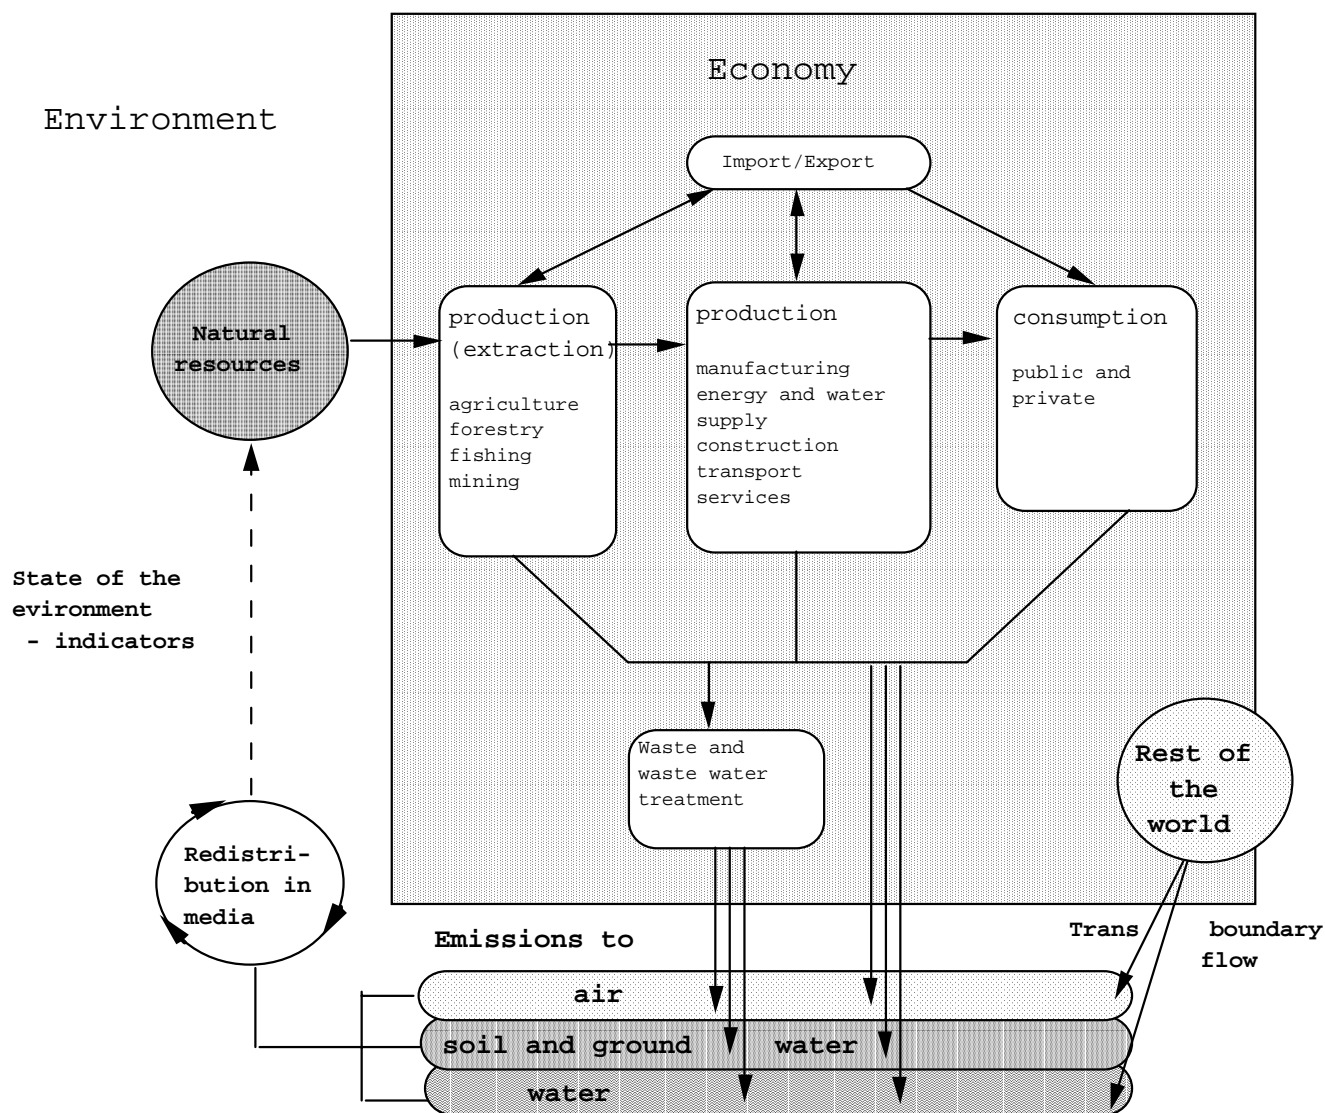 Economy
Environment
Import/Export
Natural
resources
production
(extraction)
agriculture
forestry
fishing
mining
production
manufacturing
energy and water
supply
construction
transport
services
consumption
public and
private
State of the
evironment
- indicators
Waste and
waste water
treatment
Rest of
the
world
Redistri-
bution in
media
Emissions to
Trans boundary
flow
air
soil and ground water
water